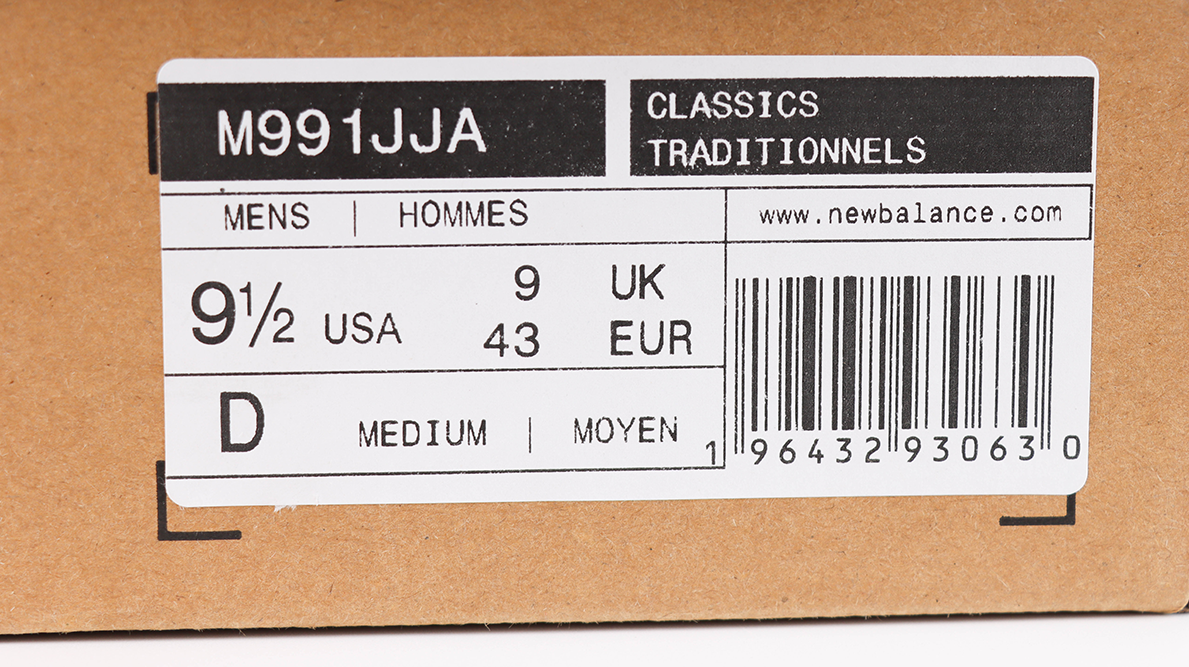 M991JJA
CLASSICS
TRADITIONNELS
MENS | HOMMES
www.newbalance.com
9½ USA
9 UK
43 EUR
D MEDIUM | MOYEN
1 96432 93063 0